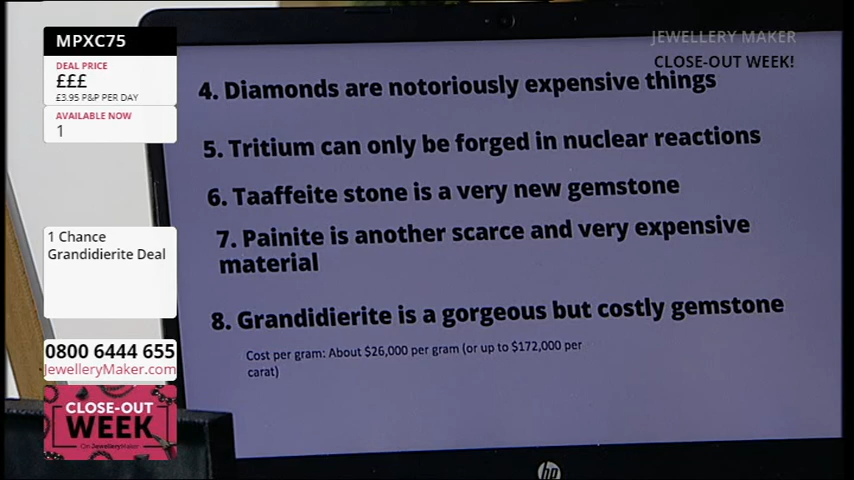 MPXC75
DEAL PRICE
£££
£3.95 P&P PER DAY
AVAILABLE NOW
1
1 Chance
Grandidierite Deal
0800 6444 655
JewelleryMaker.com
CLOSE-OUT
WEEK
On JewelleryMaker
JEWELLERY MAKER
CLOSE-OUT WEEK!
4. Diamonds are notoriously expensive things
5. Tritium can only be forged in nuclear reactions
6. Taaffeite stone is a very new gemstone
7. Painite is another scarce and very expensive
material
8. Grandidierite is a gorgeous but costly gemstone
Cost per gram: About $26,000 per gram (or up to $172,000 per
carat)
hp